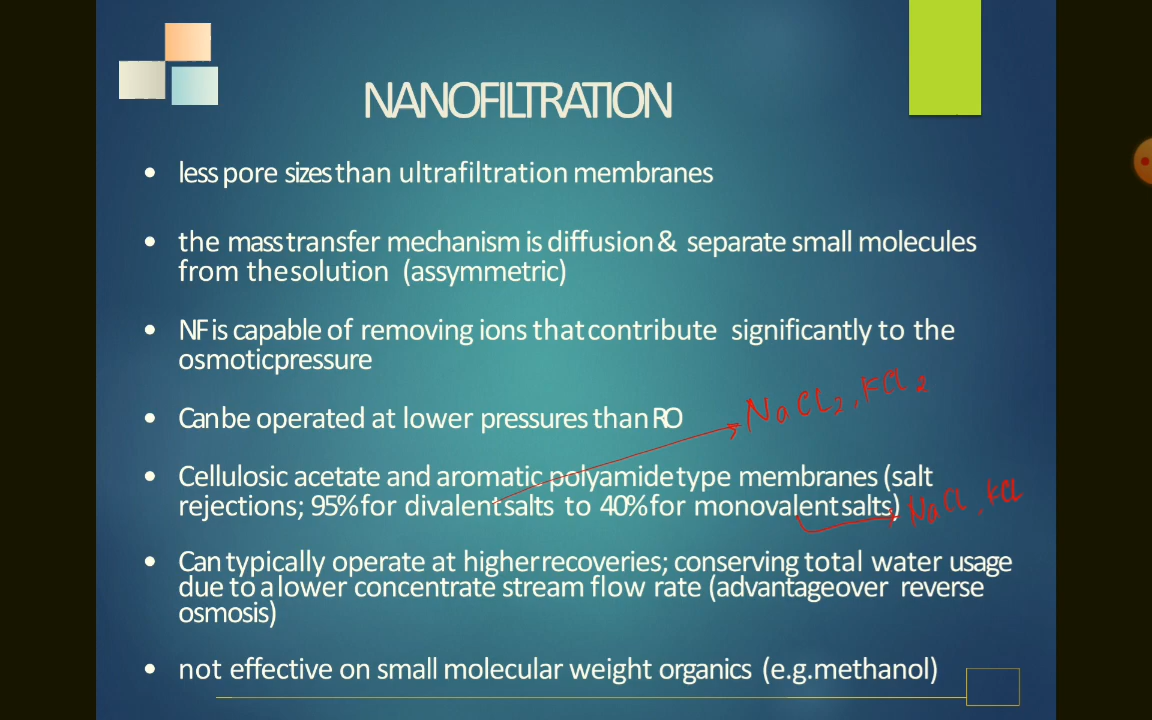 NANOFILTRATION
• less pore sizes than ultrafiltration membranes
• the mass transfer mechanism is diffusion & separate small molecules
from the solution (assymmetric)
• NF is capable of removing ions that contribute significantly to the
osmotic pressure
NaCl2, KCl2
• Can be operated at lower pressures than RO
• Cellulosic acetate and aromatic polyamide type membranes (salt
rejections; 95% for divalent salts to 40% for monovalent salts)
NaCl, KCl
• Can typically operate at higher recoveries; conserving total water usage
due to a lower concentrate stream flow rate (advantage over reverse
osmosis)
• not effective on small molecular weight organics (e.g. methanol)